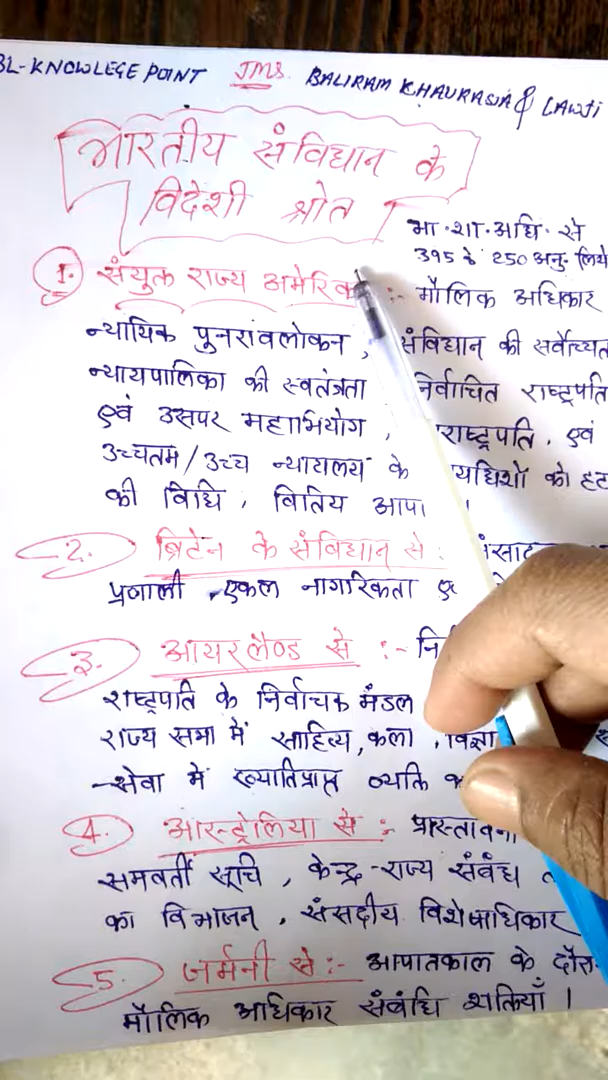 BL-KNOWLEGE POINT JMS. BALIRAM KHAURASIA & LAWJI
भारतीय संविधान के
विदेशी श्रोत
भा.शा.अधि. से
395 में 250 अनु. लिये
1. संयुक्त राज्य अमेरिका :- मौलिक अधिकार
न्यायिक पुनरावलोकन, संविधान की सर्वोच्यत
न्यायपालिका की स्वतंत्रता निर्वाचित राष्ट्रपति
एवं उसपर महाभियोग, राष्ट्रपति. एवं
उच्चतम/उच्च न्यायालय के यधिशों को हट
की विधि, वितिय आपा ।
2. ब्रिटेन के संविधान से: संसाद
प्रणाली, एकल नागरिकता ए
3. आयरलैण्ड से :- नि
राष्ट्रपति के निर्वाचक मंडल
राज्य सभा में साहित्य, कला, विज्ञा
-सेवा में ख्यातिप्राप्त व्यक्ति
4. आस्ट्रेलिया से :- प्रास्तावना
समवर्ती सूचि, केन्द्र-राज्य संबंध
का विभाजन, संसदीय विशेषाधिकार
5. जर्मनी से :- आपातकाल के दौरा
मौलिक अधिकार संबंधि शक्तियाँ ।